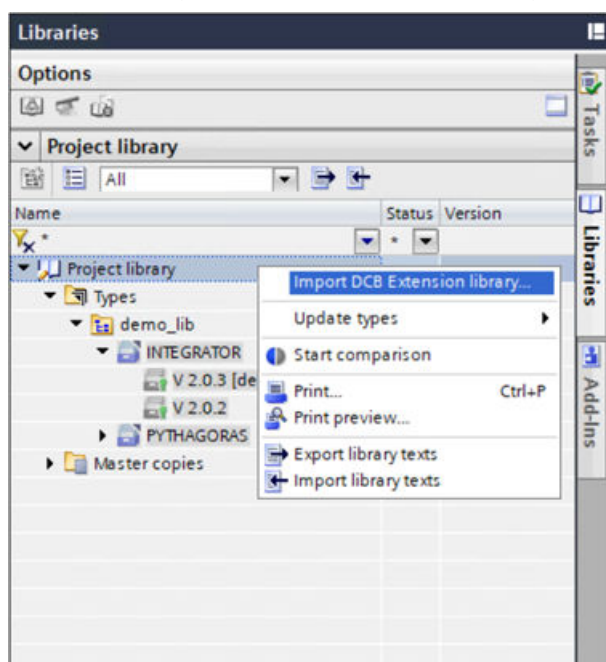 Libraries
Options
Project library
All
Name Status Version
* *
Project library
Types
demo_lib
INTEGRATOR
V 2.0.3 [de
V 2.0.2
PYTHAGORAS
Master copies
Import DCB Extension library...
Update types
Start comparison
Print... Ctrl+P
Print preview...
Export library texts
Import library texts
Tasks
Libraries
Add-Ins